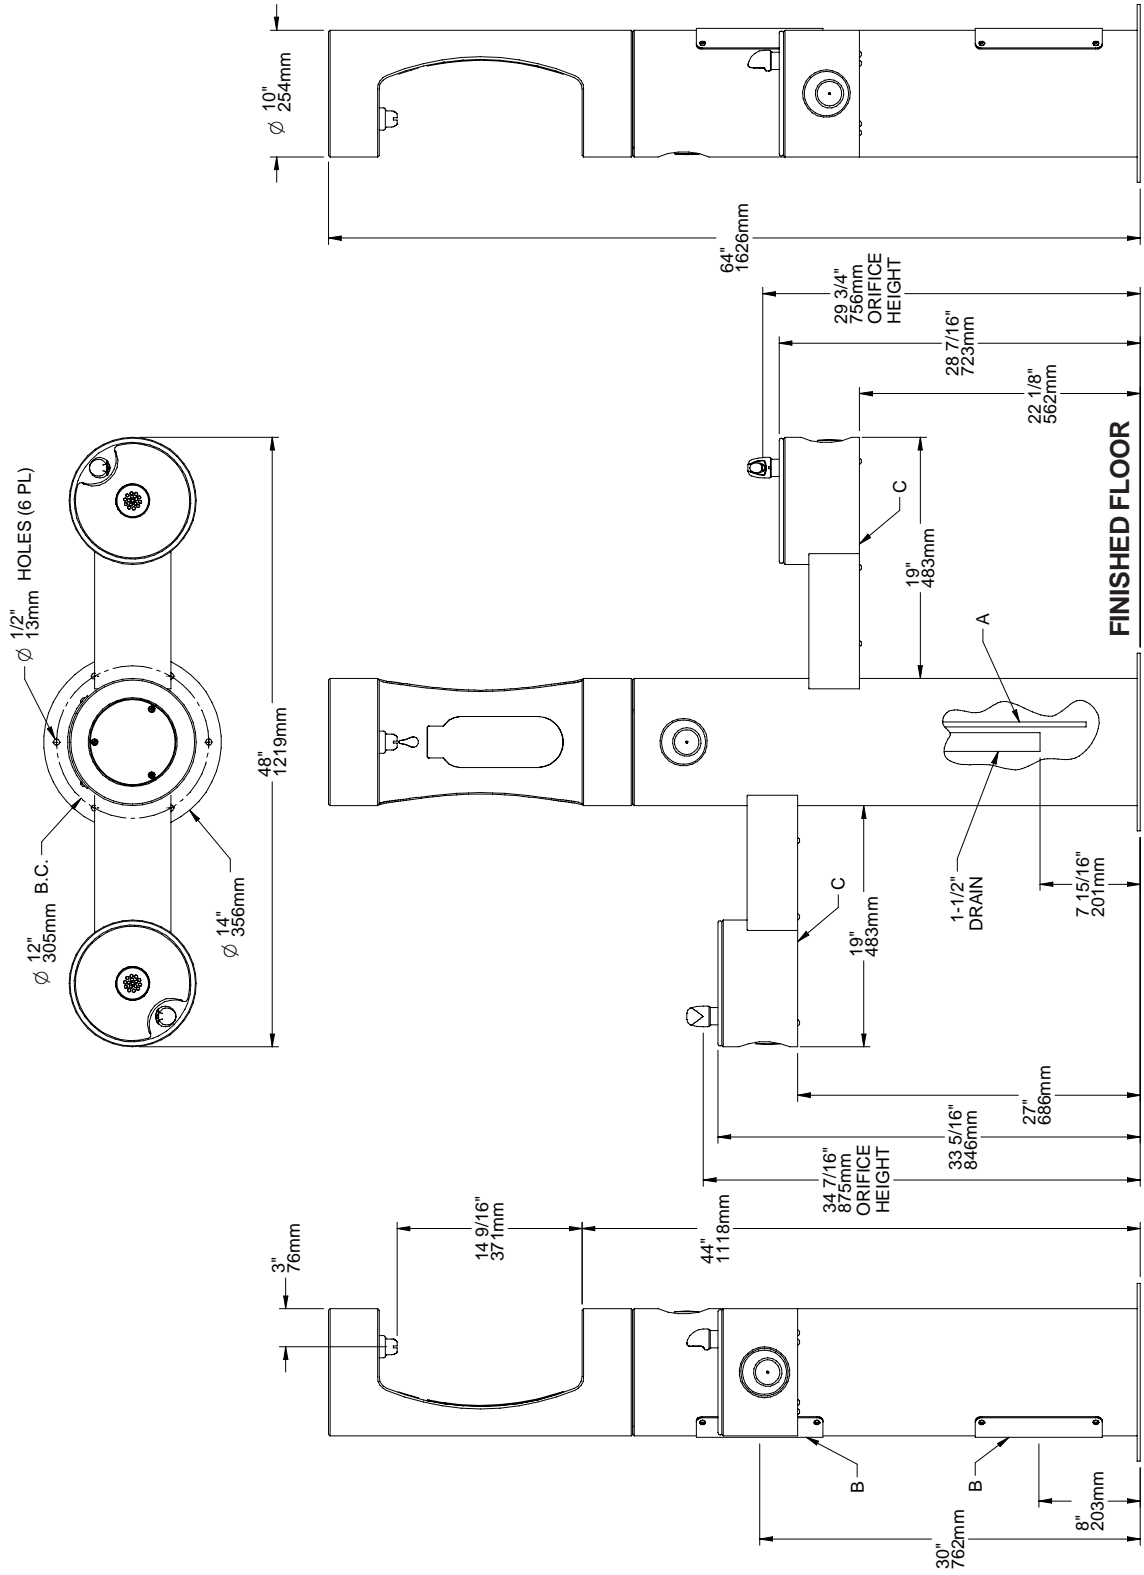 Ø 10"
254mm
64"
1626mm
29 3/4"
756mm
ORIFICE
HEIGHT
28 7/16"
723mm
22 1/8"
562mm
Ø 1/2"
13mm HOLES (6 PL)
Ø 12"
305mm B.C.
Ø 14"
356mm
48"
1219mm
C
19"
483mm
A
FINISHED FLOOR
1-1/2"
DRAIN
7 15/16"
201mm
C
19"
483mm
27"
686mm
33 5/16"
846mm
34 7/16"
875mm
ORIFICE
HEIGHT
3"
76mm
14 9/16"
371mm
44"
1118mm
B
B
8"
203mm
30"
762mm